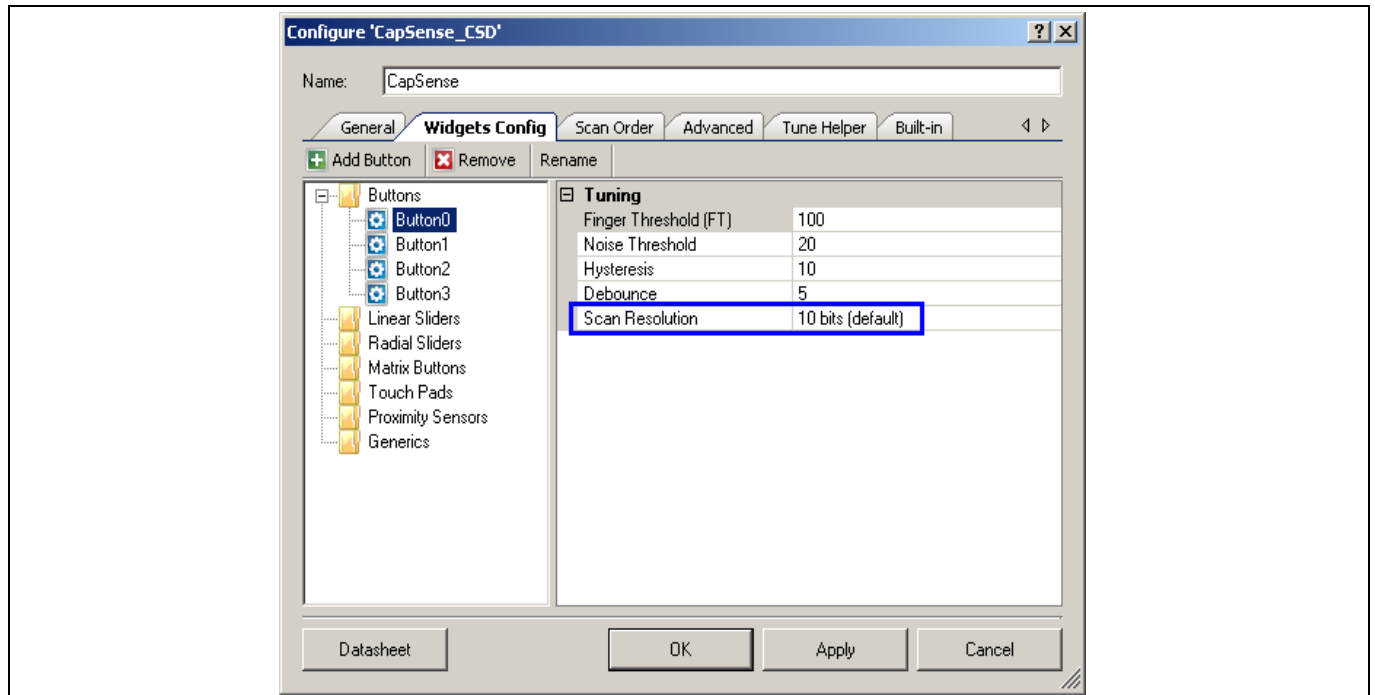 Configure 'CapSense_CSD'
Name: CapSense
General Widgets Config Scan Order Advanced Tune Helper Built-in
Add Button Remove Rename
Buttons
Button0
Button1
Button2
Button3
Linear Sliders
Radial Sliders
Matrix Buttons
Touch Pads
Proximity Sensors
Generics
Tuning
Finger Threshold (FT) 100
Noise Threshold 20
Hysteresis 10
Debounce 5
Scan Resolution 10 bits (default)
Datasheet OK Apply Cancel